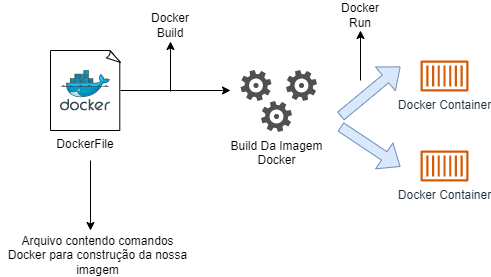 Docker
Build
Docker
Run
docker
DockerFile
Build Da Imagem
Docker
Docker Container
Docker Container
Arquivo contendo comandos
Docker para construção da nossa
imagem